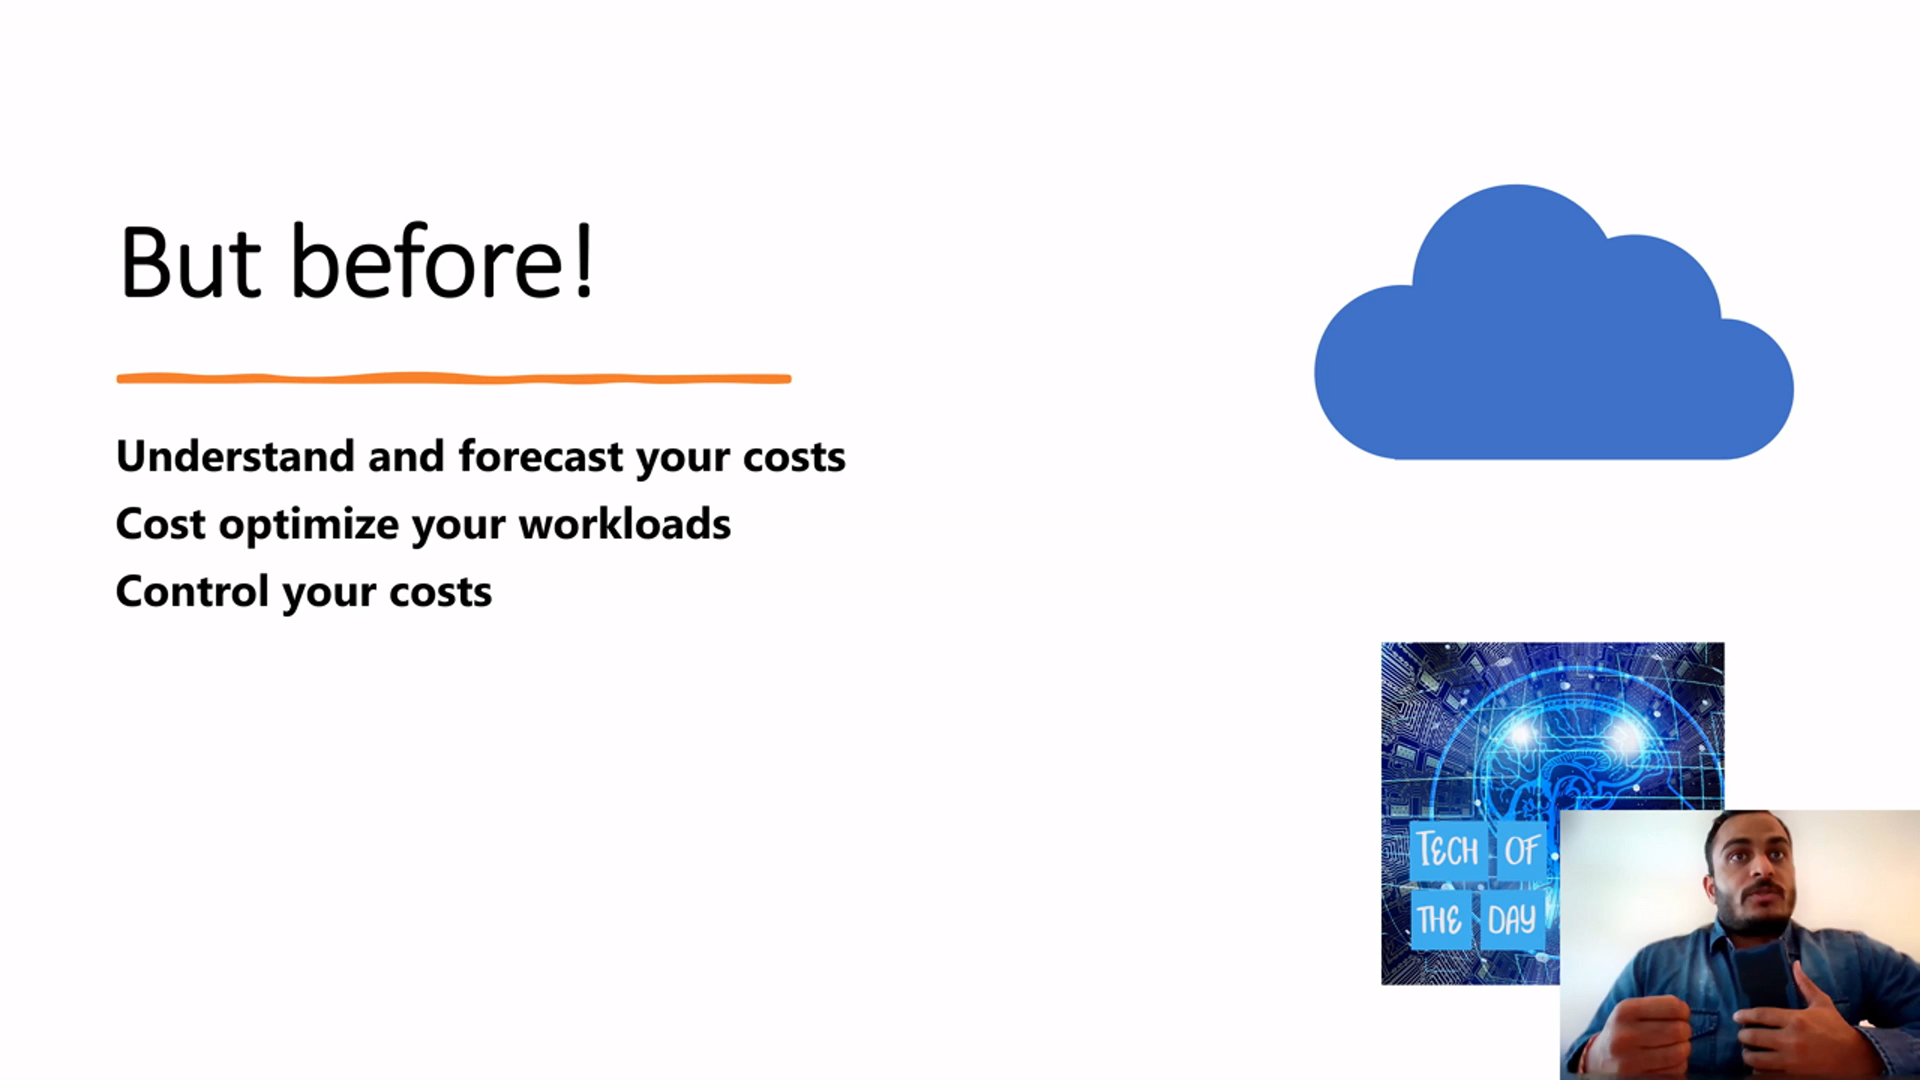 But before!
Understand and forecast your costs
Cost optimize your workloads
Control your costs
TECH OF
THE DAY